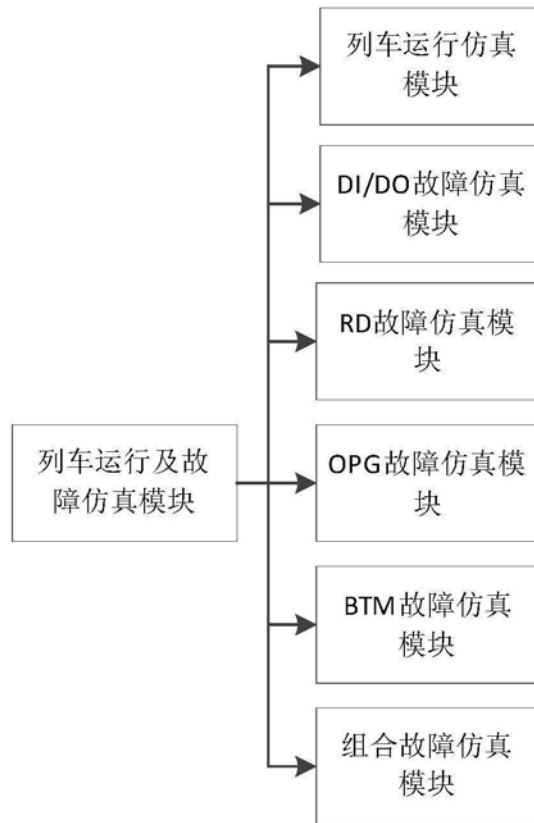 列车运行仿真
模块
DI/DO故障仿真
模块
RD故障仿真模
块
列车运行及故
障仿真模块
OPG故障仿真模
块
BTM故障仿真
模块
组合故障仿真
模块